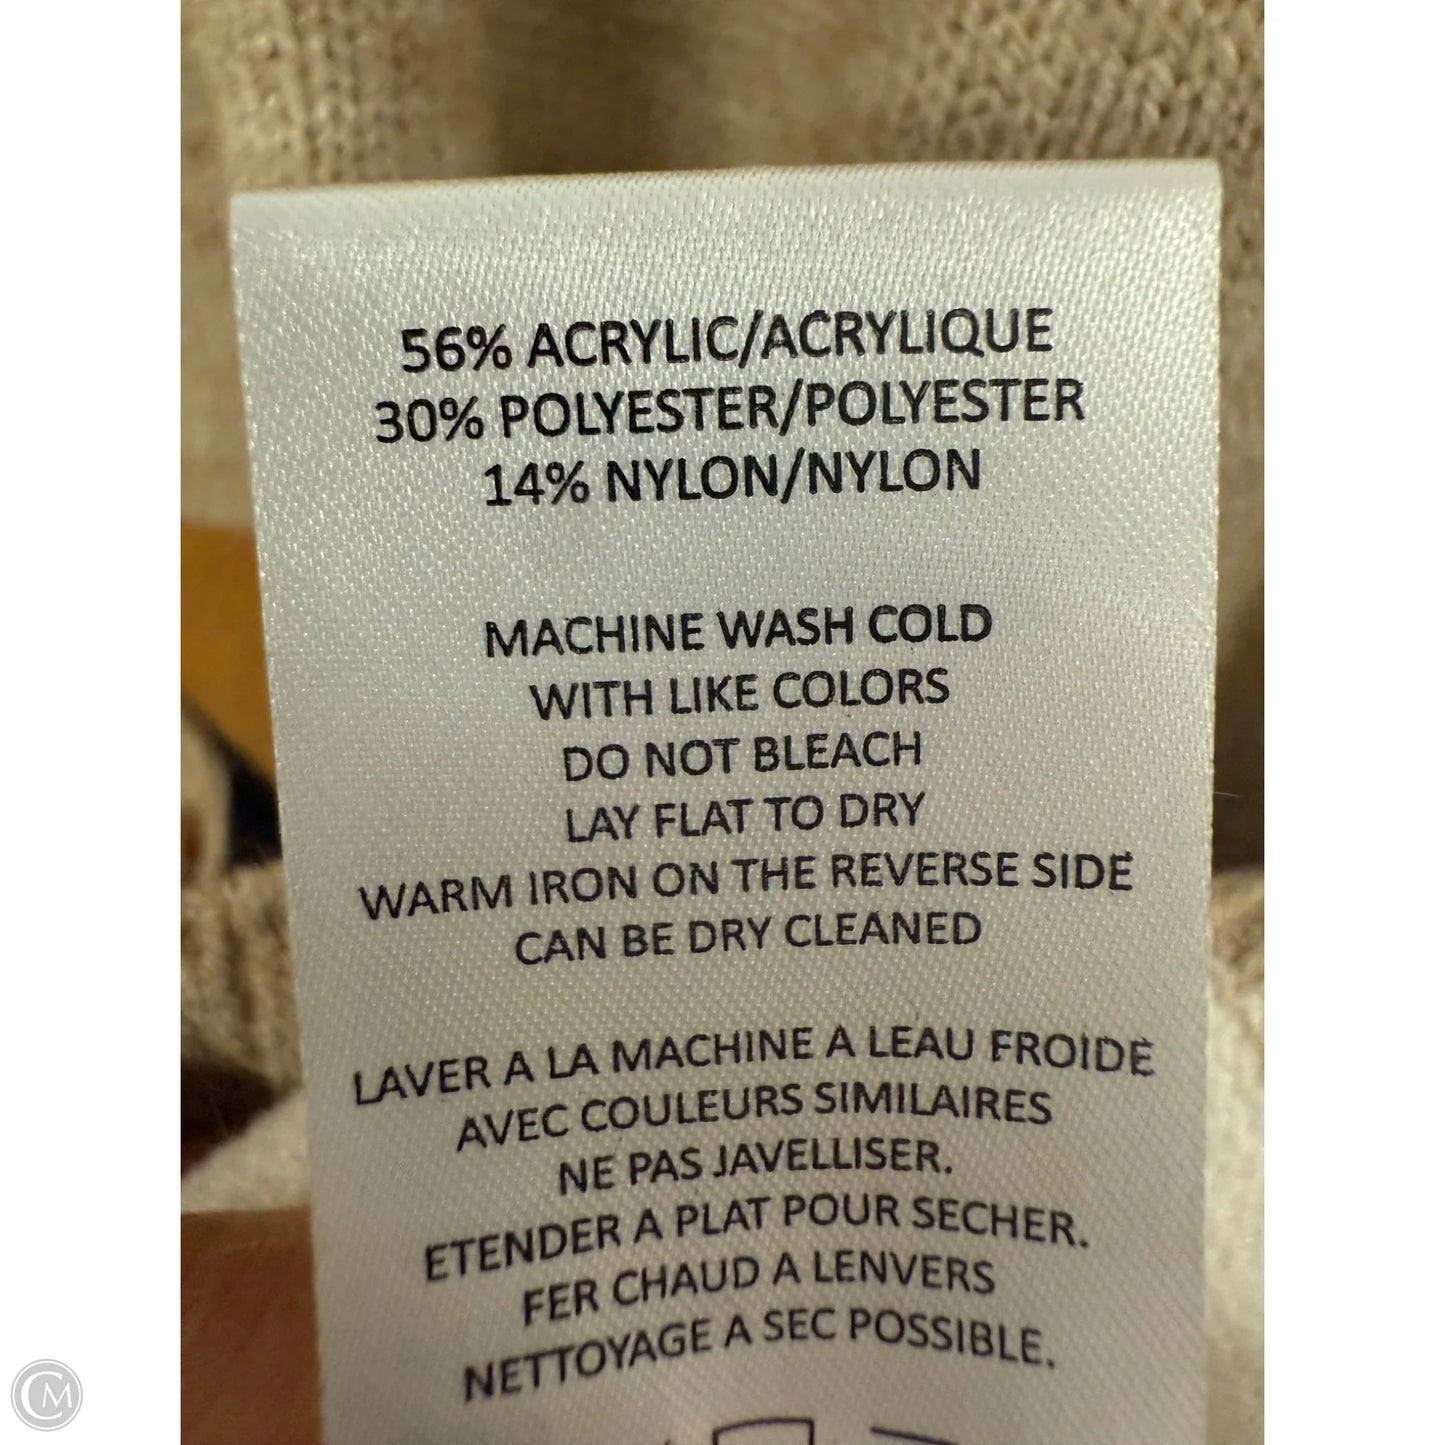 56% ACRYLIC/ACRYLIQUE
30% POLYESTER/POLYESTER
14% NYLON/NYLON
MACHINE WASH COLD
WITH LIKE COLORS
DO NOT BLEACH
LAY FLAT TO DRY
WARM IRON ON THE REVERSE SIDE
CAN BE DRY CLEANED
LAVER A LA MACHINE A LEAU FROIDE
AVEC COULEURS SIMILAIRES
NE PAS JAVELLISER.
ETENDER A PLAT POUR SECHER.
FER CHAUD A LENVERS
NETTOYAGE A SEC POSSIBLE.
CM